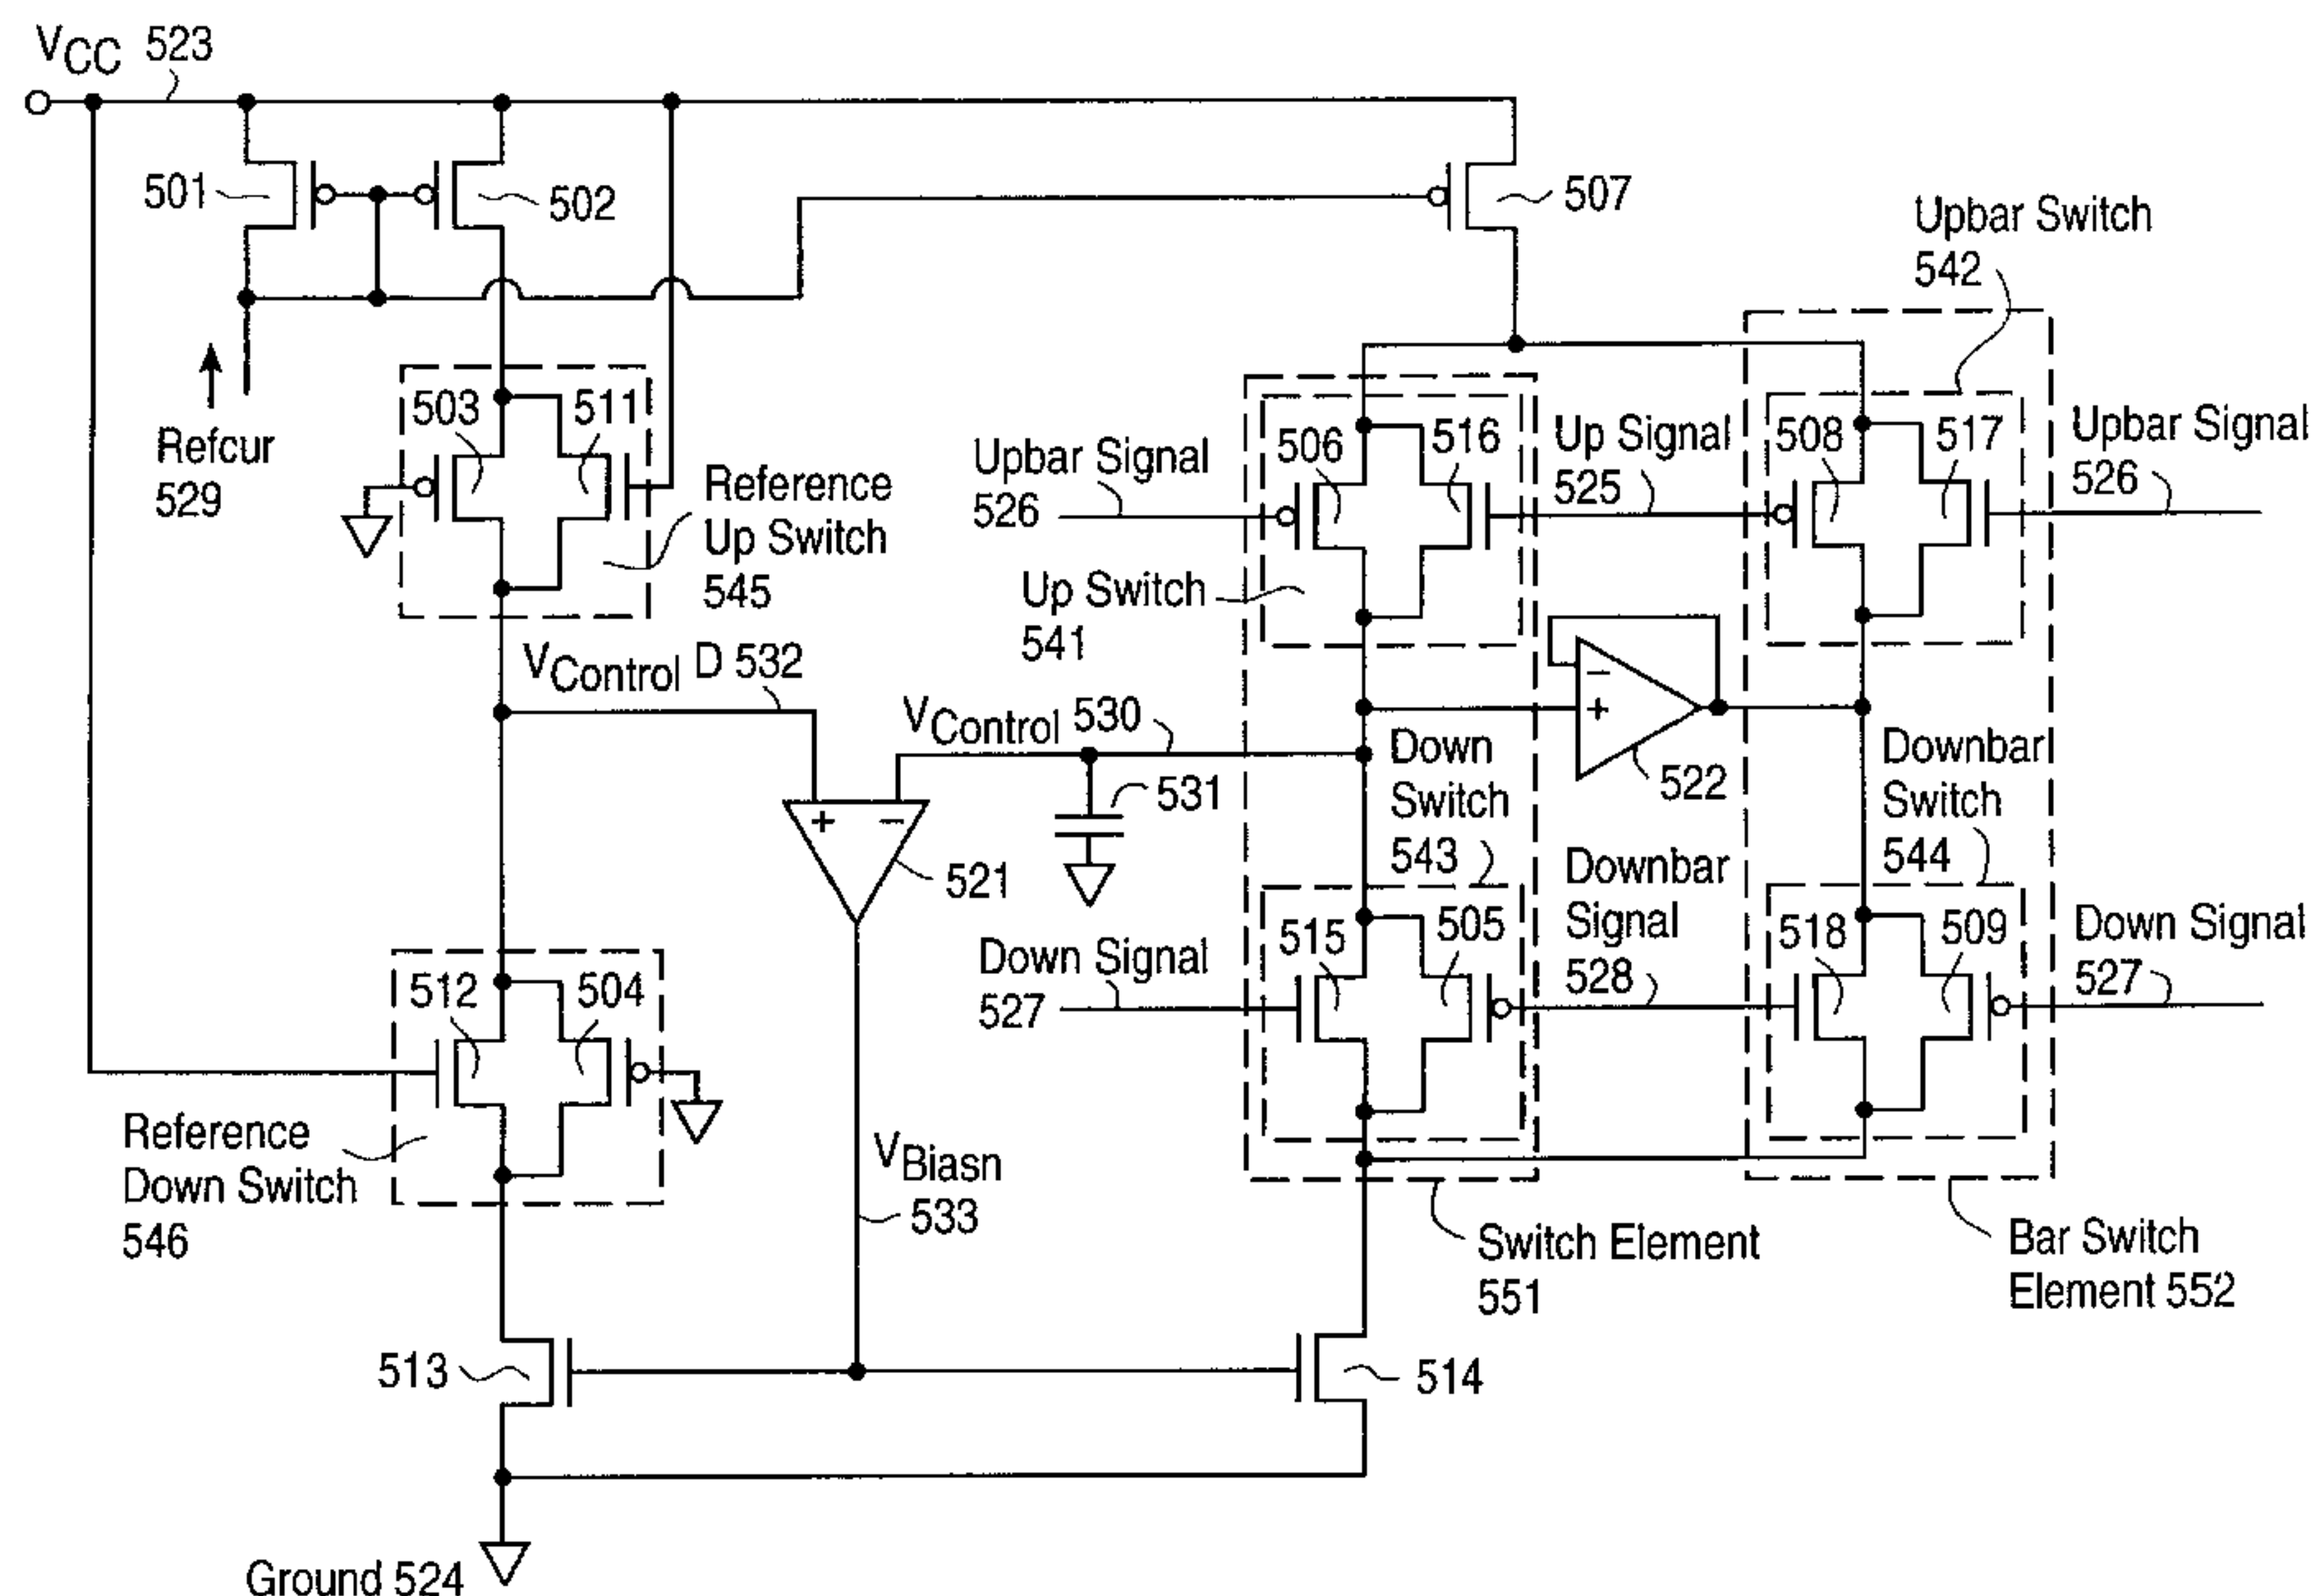 VCC 523
501
502
507
Upbar Switch
542
Refcur
529
503
511
Reference
Up Switch
545
Upbar Signal
526
506
516
Up Signal
525
508
517
Upbar Signal
526
Up Switch
541
VControl D 532
VControl 530
+ −
521
531
−
+
522
Down
Switch
543
Downbar
Switch
544
Downbar
Signal
528
Down Signal
527
515
505
518
509
Down Signal
527
512
504
Reference
Down Switch
546
VBiasn
533
Switch Element
551
Bar Switch
Element 552
513
514
Ground 524